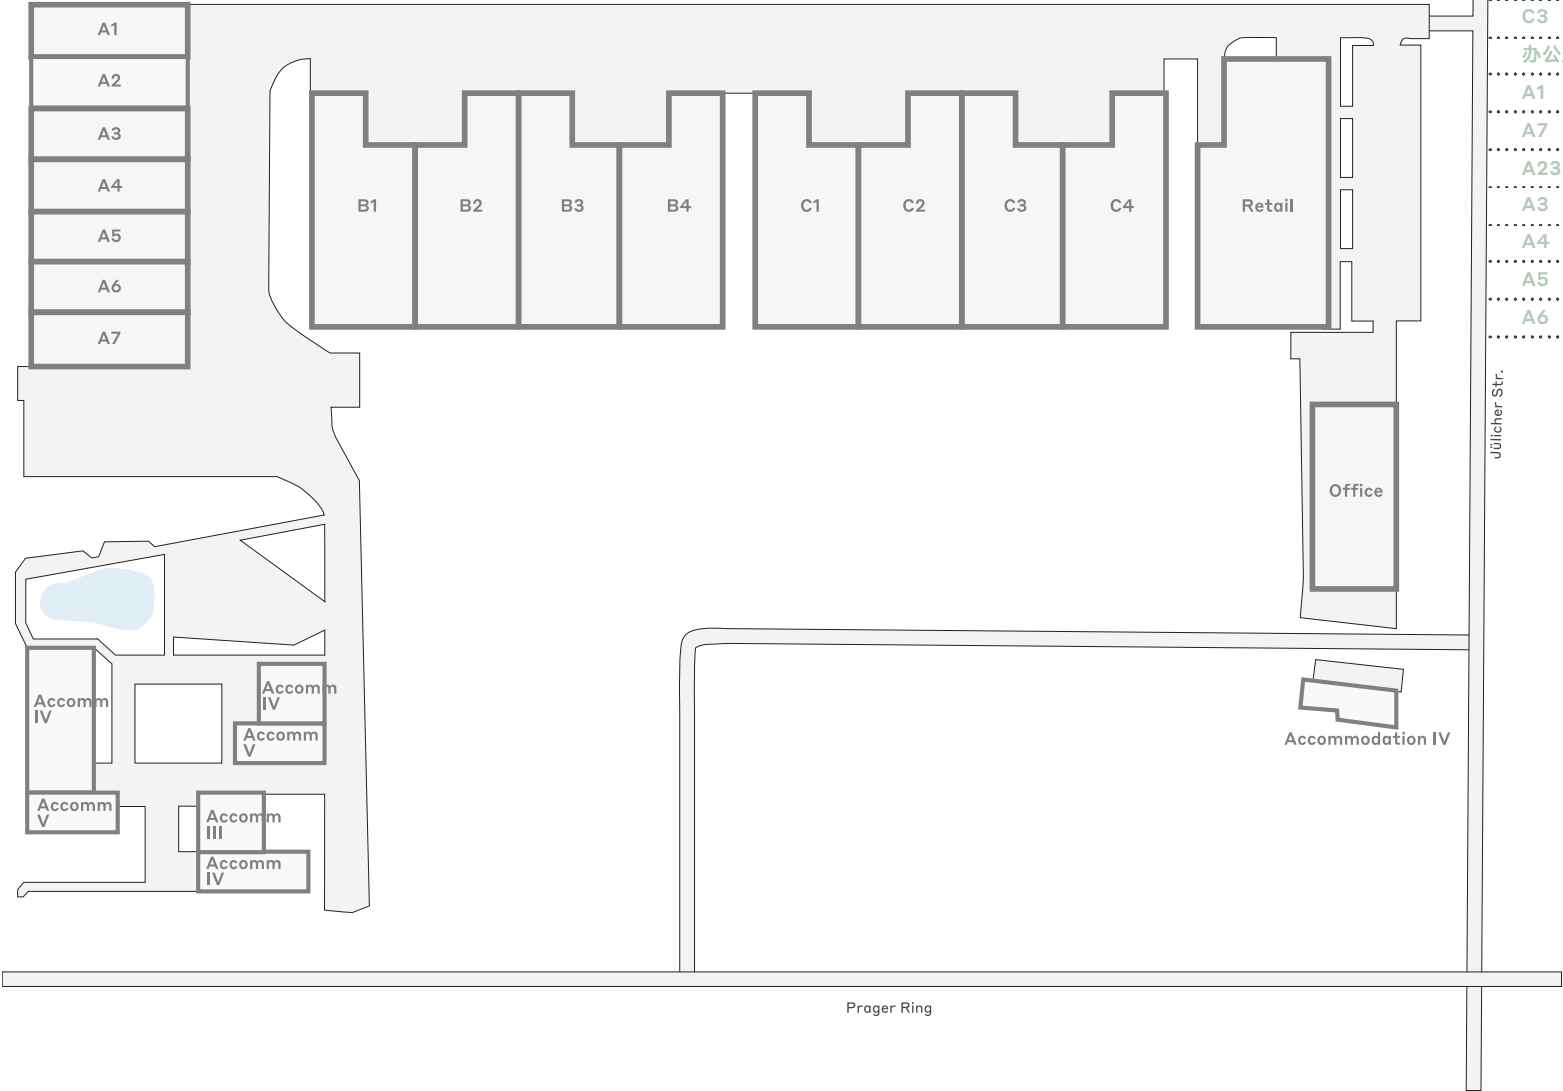 A1
A2
A3
A4
A5
A6
A7
B1
B2
B3
B4
C1
C2
C3
C4
Retail
Office
Accomm
IV
Accomm
V
Accomm
IV
Accomm
V
Accomm
III
Accomm
IV
Accommodation IV
Jülicher Str.
Prager Ring
C3
办公
A1
A7
A23
A3
A4
A5
A6